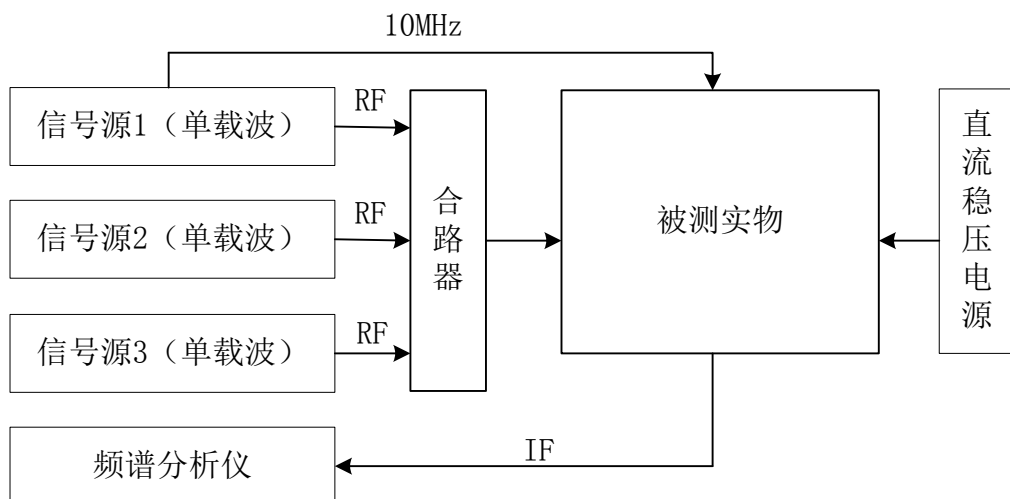 10MHz
信号源1（单载波）
RF
信号源2（单载波）
RF
信号源3（单载波）
RF
合路器
被测实物
直流稳压电源
频谱分析仪
IF